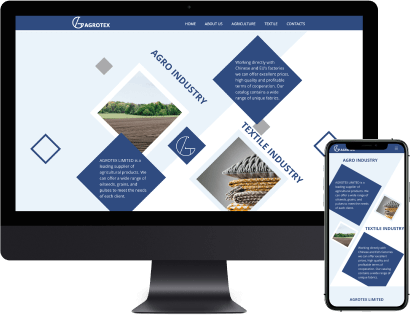 AGROTEX
HOME ABOUT US AGRICULTURE TEXTILE CONTACTS
AGRO INDUSTRY
Working directly with
Chinese and EU's factories
we can offer excellent prices,
high quality and profitable
terms of cooperation. Our
catalog contains a wide
range of unique fabrics.
AGROTEX LIMITED is a
leading supplier of
agricultural products. We
can offer a wide range of
oilseeds, grains, and
pulses to meet the needs
of each client.
TEXTILE INDUSTRY
AGROTEX
AGRO INDUSTRY
AGROTEX LIMITED is a
leading supplier of
agricultural products. We
can offer a wide range of
oilseeds, grains, and
pulses to meet the needs
of each client.
TEXTILE INDUSTRY
Working directly with
Chinese and EU's factories
we can offer excellent
prices, high quality and
profitable terms of
cooperation. Our catalog
contains a wide range of
unique fabrics.
AGROTEX LIMITED